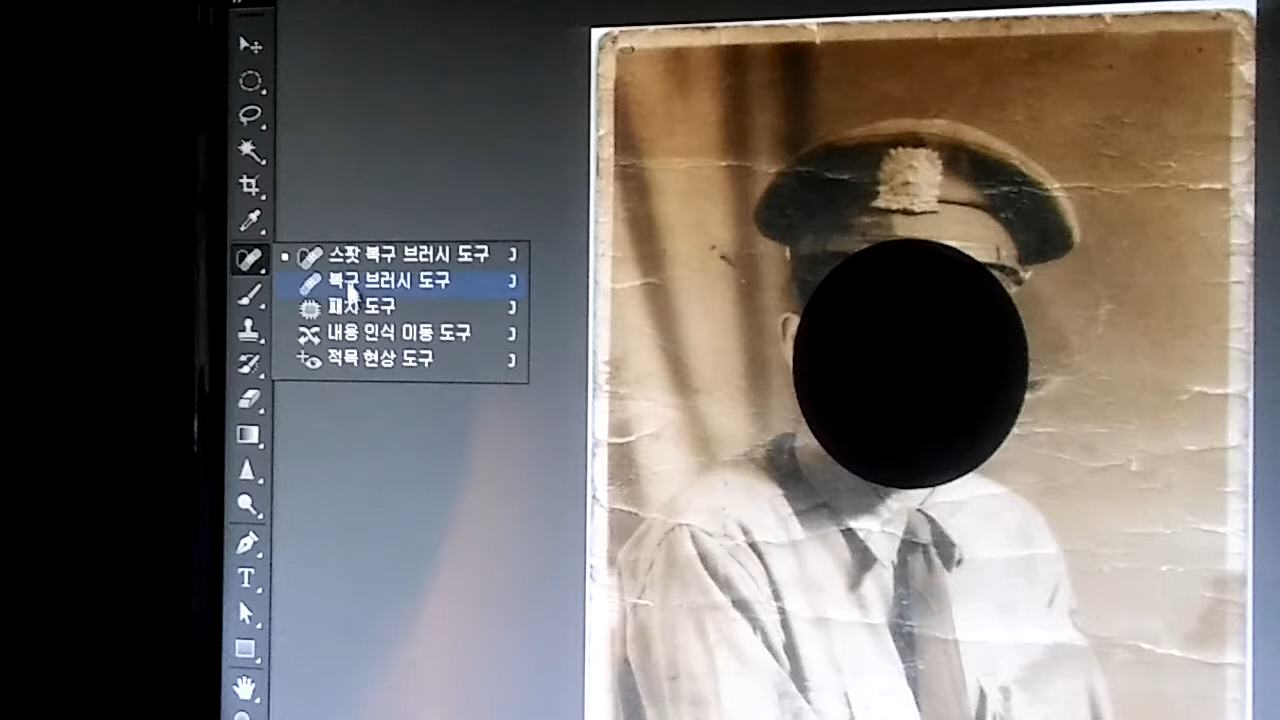 스팟 복구 브러시 도구 J
복구 브러시 도구 J
패치 도구 J
내용 인식 이동 도구 J
적목 현상 도구 J
T